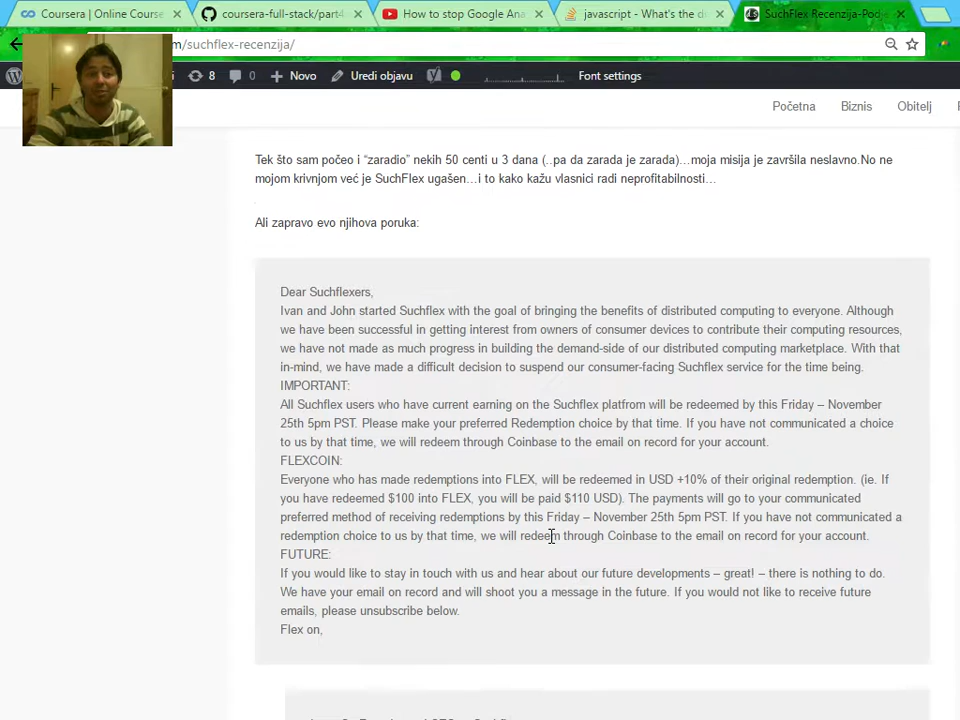 Coursera | Online Course
coursera-full-stack/part4
How to stop Google Ana
javascript - What's the d
SuchFlex Recenzija-Pod
m/suchflex-recenzija/
8
0
Novo
Uredi objavu
Font settings
Početna
Biznis
Obitelj
Tek što sam počeo i “zaradio” nekih 50 centi u 3 dana (..pa da zarada je zarada)…moja misija je završila neslavno.No ne
mojom krivnjom već je SuchFlex ugašen…i to kako kažu vlasnici radi neprofitabilnosti…
Ali zapravo evo njihova poruka:
Dear Suchflexers,
Ivan and John started Suchflex with the goal of bringing the benefits of distributed computing to everyone. Although
we have been successful in getting interest from owners of consumer devices to contribute their computing resources,
we have not made as much progress in building the demand-side of our distributed computing marketplace. With that
in-mind, we have made a difficult decision to suspend our consumer-facing Suchflex service for the time being.
IMPORTANT:
All Suchflex users who have current earning on the Suchflex platfrom will be redeemed by this Friday – November
25th 5pm PST. Please make your preferred Redemption choice by that time. If you have not communicated a choice
to us by that time, we will redeem through Coinbase to the email on record for your account.
FLEXCOIN:
Everyone who has made redemptions into FLEX, will be redeemed in USD +10% of their original redemption. (ie. If
you have redeemed $100 into FLEX, you will be paid $110 USD). The payments will go to your communicated
preferred method of receiving redemptions by this Friday – November 25th 5pm PST. If you have not communicated a
redemption choice to us by that time, we will redeem through Coinbase to the email on record for your account.
FUTURE:
If you would like to stay in touch with us and hear about our future developments – great! – there is nothing to do.
We have your email on record and will shoot you a message in the future. If you would not like to receive future
emails, please unsubscribe below.
Flex on,